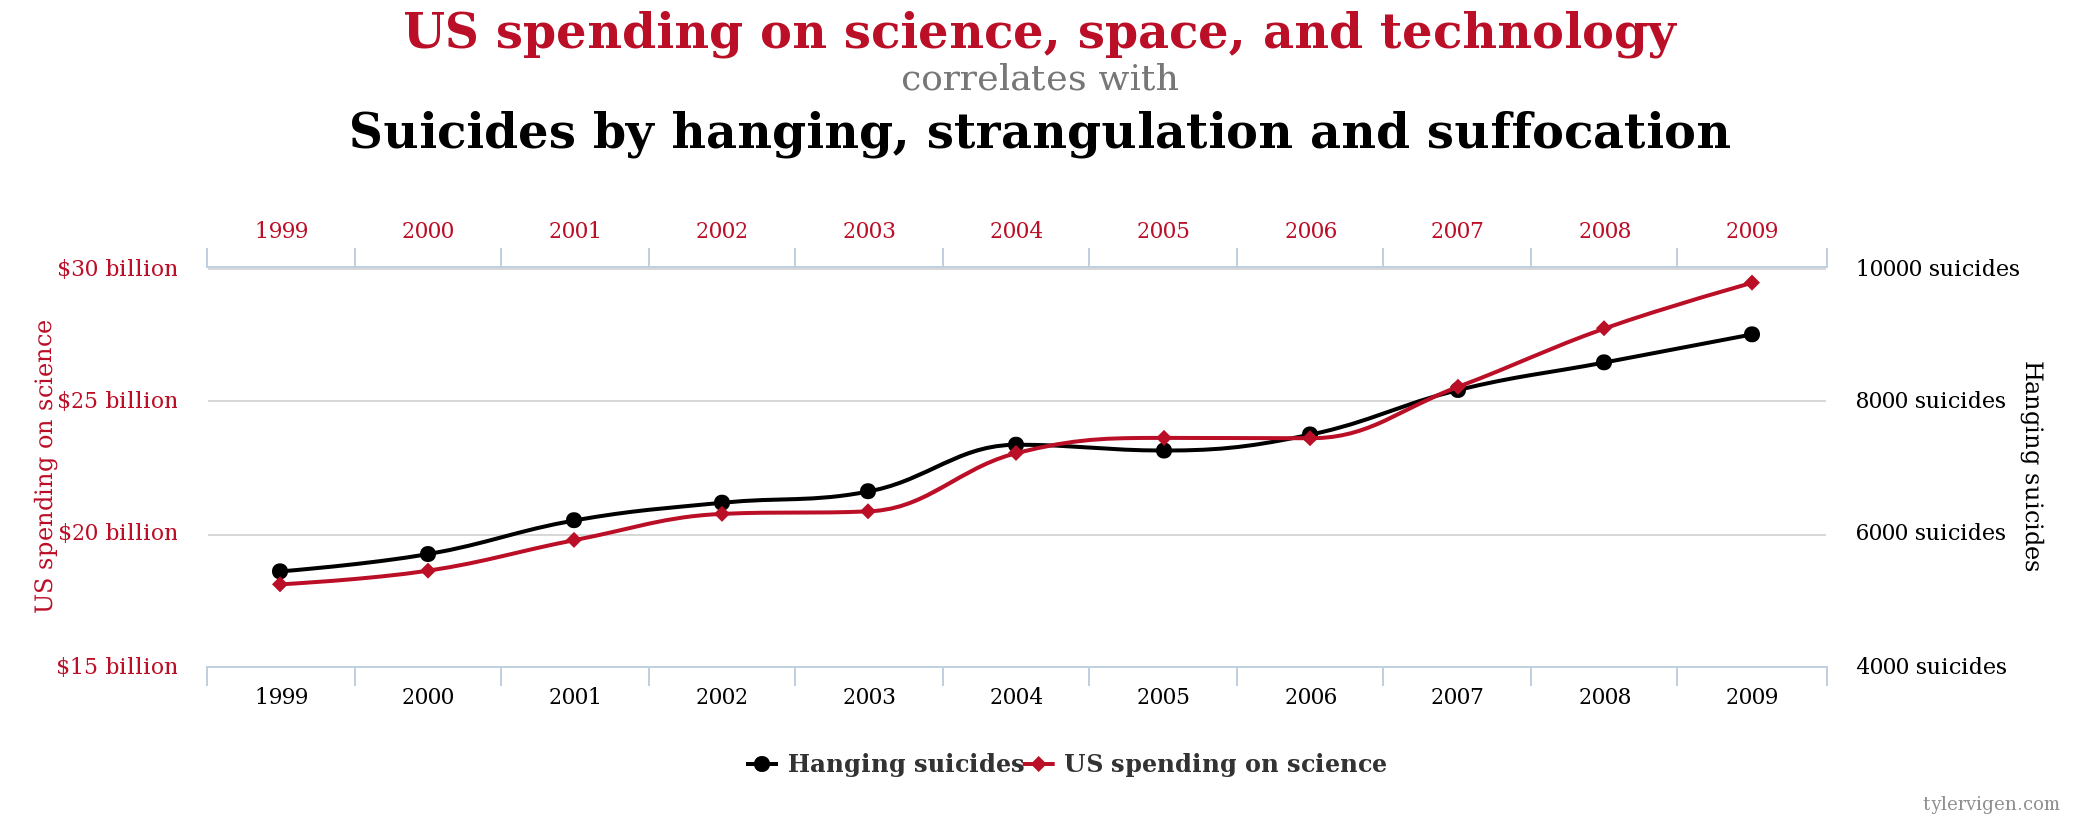 US spending on science, space, and technology
correlates with
Suicides by hanging, strangulation and suffocation
1999 2000 2001 2002 2003 2004 2005 2006 2007 2008 2009
$30 billion 10000 suicides
$25 billion 8000 suicides
$20 billion 6000 suicides
$15 billion 4000 suicides
US spending on science
Hanging suicides
1999 2000 2001 2002 2003 2004 2005 2006 2007 2008 2009
Hanging suicides US spending on science
tylervigen.com